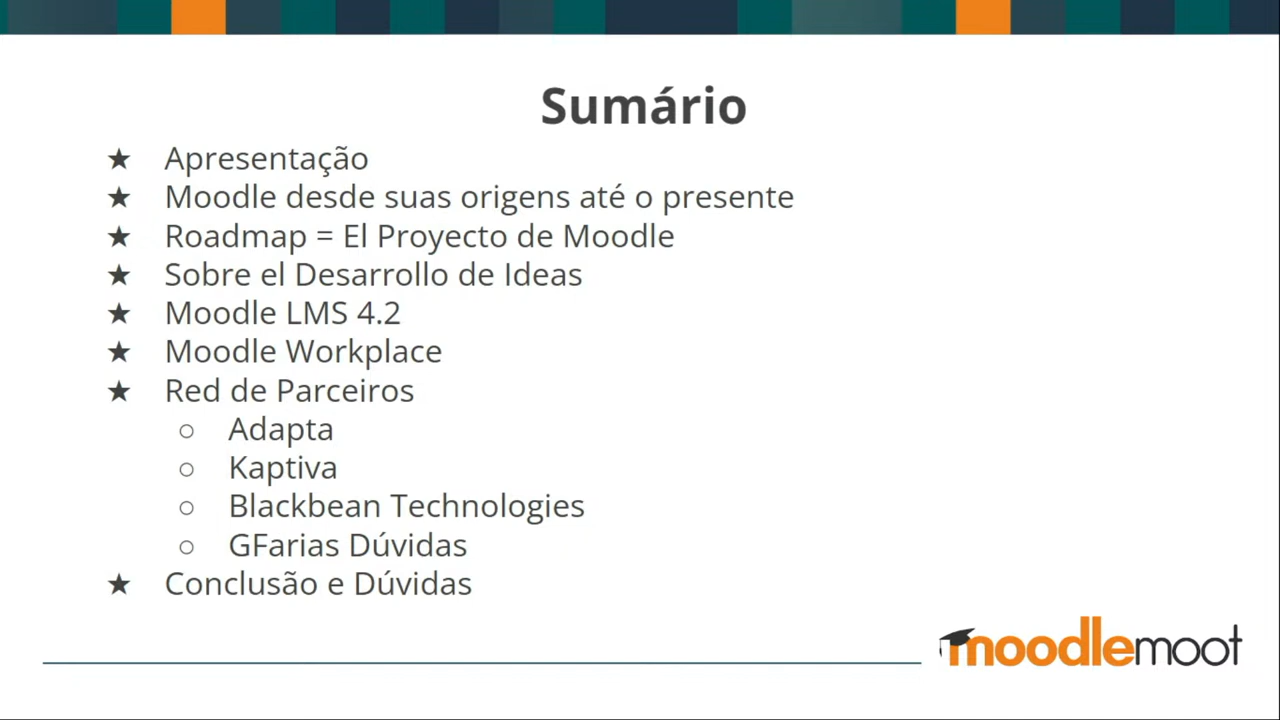 Sumário
★ Apresentação
★ Moodle desde suas origens até o presente
★ Roadmap = El Proyecto de Moodle
★ Sobre el Desarrollo de Ideas
★ Moodle LMS 4.2
★ Moodle Workplace
★ Red de Parceiros
○ Adapta
○ Kaptiva
○ Blackbean Technologies
○ GFarias Dúvidas
★ Conclusão e Dúvidas
moodlemoot